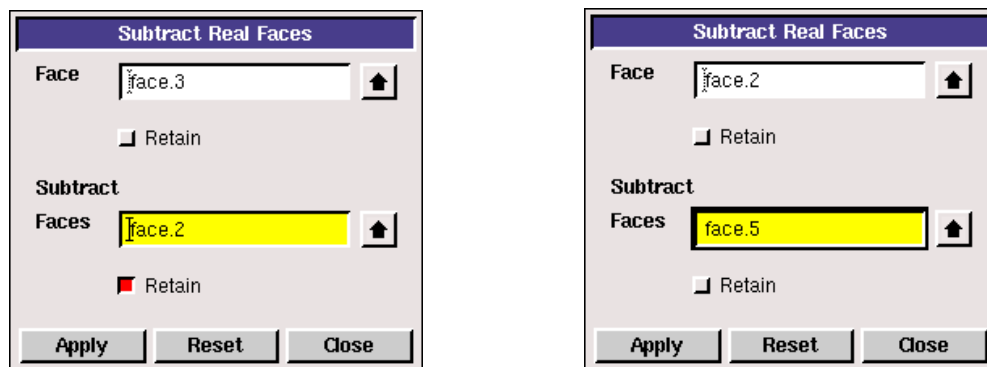 Subtract Real Faces
Face face.3
Retain
Subtract
Faces face.2
Retain
Apply Reset Close
Subtract Real Faces
Face face.2
Retain
Subtract
Faces face.5
Retain
Apply Reset Close